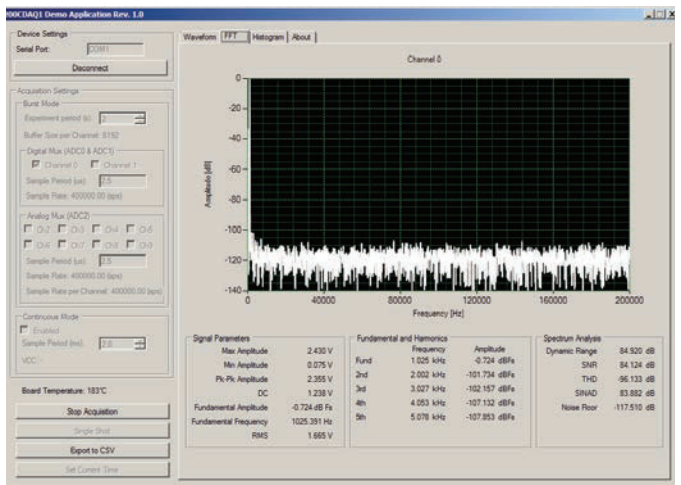 200CDAQ1 Demo Application Rev. 1.0
Device Settings
Serial Port: COM1
Disconnect
Acquisition Settings
Burst Mode
Experiment period (s): 2
Buffer Size per Channel: 8192
Digital Mux (ADC0 & ADC1)
Channel 0 Channel 1
Sample Period (us): 2.5
Sample Rate: 400000.00 (sps)
Analog Mux (ADC2)
Ch2 Ch3 Ch4 Ch5
Ch6 Ch7 Ch8 Ch9
Sample Period (us): 2.5
Sample Rate: 400000.00 (sps)
Sample Rate per Channel: 400000.00 (sps)
Continuous Mode
Enabled
Sample Period (ms): 2.0
VCC: -
Board Temperature: 183°C
Stop Acquisition
Single Shot
Export to CSV
Set Current Time
Waveform FFT Histogram About
Channel 0
Amplitude [dB]
0
-20
-40
-60
-80
-100
-120
-140
0 40000 80000 120000 160000 200000
Frequency [Hz]
Signal Parameters
Max Amplitude 2.430 V
Min Amplitude 0.075 V
Pk-Pk Amplitude 2.355 V
DC 1.238 V
Fundamental Amplitude -0.724 dB Fs
Fundamental Frequency 1025.391 Hz
RMS 1.665 V
Fundamental and Harmonics
Frequency Amplitude
Fund 1.025 kHz -0.724 dBFs
2nd 2.002 kHz -101.734 dBFs
3rd 3.027 kHz -102.157 dBFs
4th 4.053 kHz -107.132 dBFs
5th 5.078 kHz -107.853 dBFs
Spectrum Analysis
Dynamic Range 84.920 dB
SNR 84.124 dB
THD -96.133 dB
SINAD 83.882 dB
Noise Floor -117.510 dB